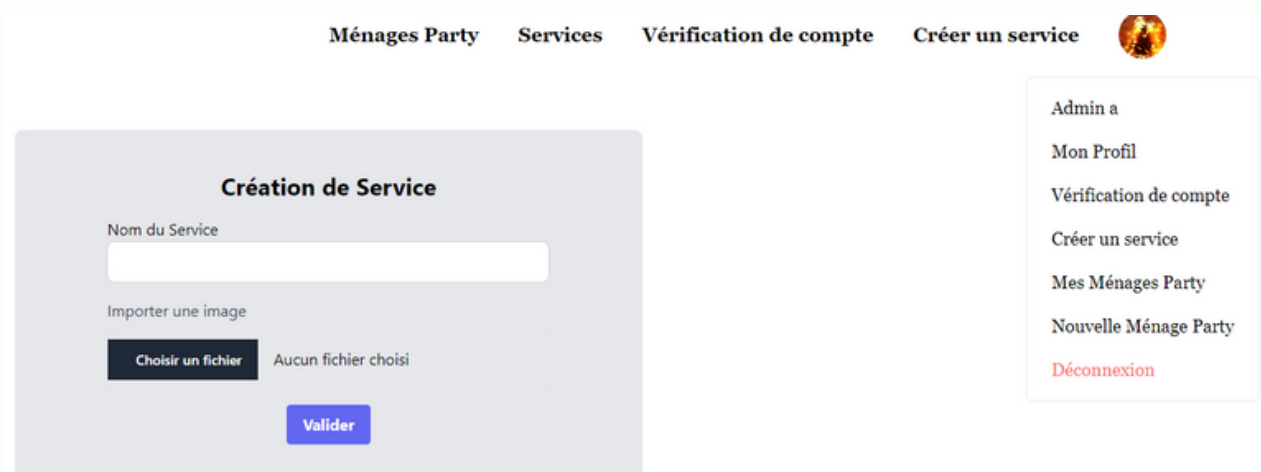 Ménages Party Services Vérification de compte Créer un service
Admin a
Mon Profil
Vérification de compte
Créer un service
Mes Ménages Party
Nouvelle Ménage Party
Déconnexion
Création de Service
Nom du Service
Importer une image
Choisir un fichier Aucun fichier choisi
Valider